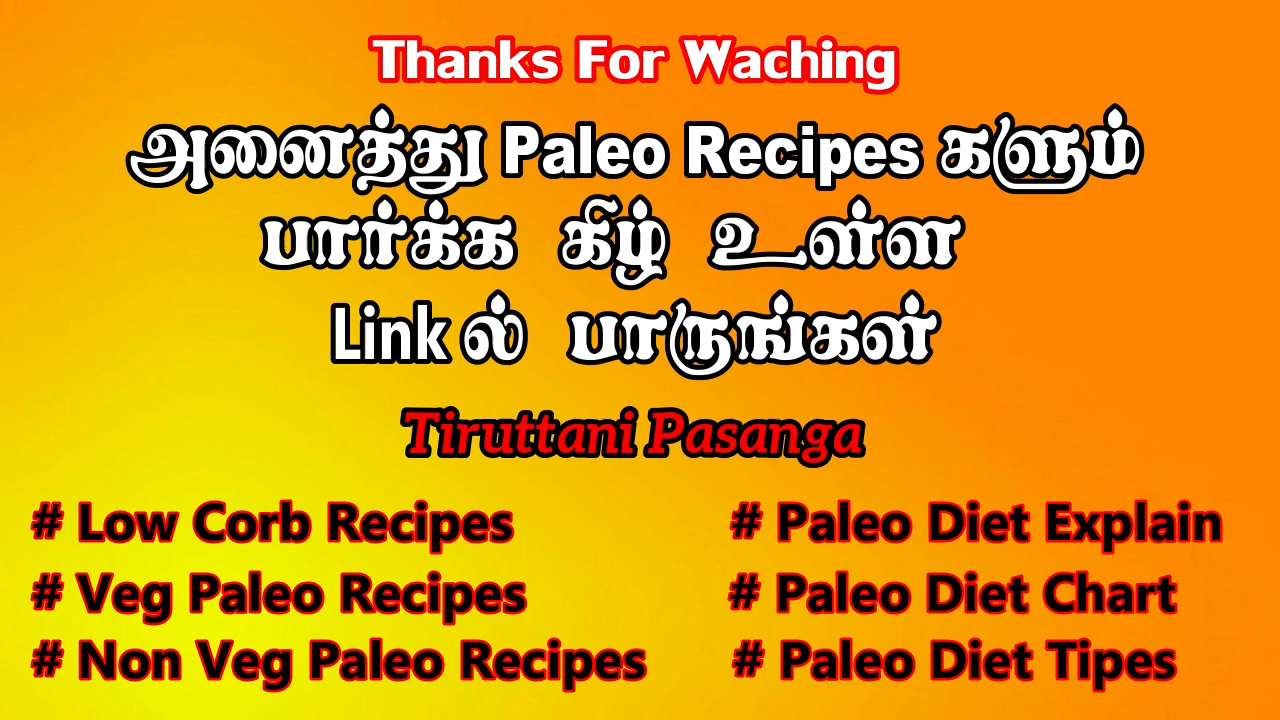 Thanks For Waching
அனைத்து Paleo Recipes களும்
பார்க்க கிழ் உள்ள
Link ல் பாருங்கள்
Tiruttani Pasanga
# Low Corb Recipes
# Veg Paleo Recipes
# Non Veg Paleo Recipes
# Paleo Diet Explain
# Paleo Diet Chart
# Paleo Diet Tipes